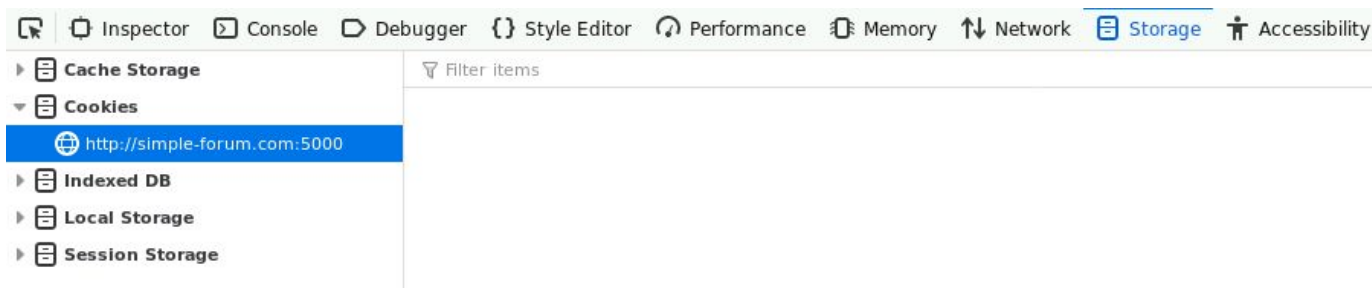 Inspector Console Debugger {} Style Editor Performance Memory Network Storage Accessibility
Cache Storage
Filter items
Cookies
http://simple-forum.com:5000
Indexed DB
Local Storage
Session Storage